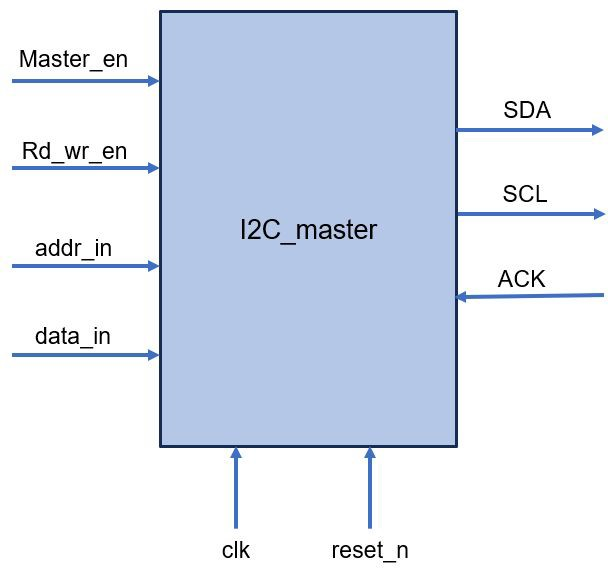 Master_en
Rd_wr_en
addr_in
data_in
I2C_master
SDA
SCL
ACK
clk
reset_n